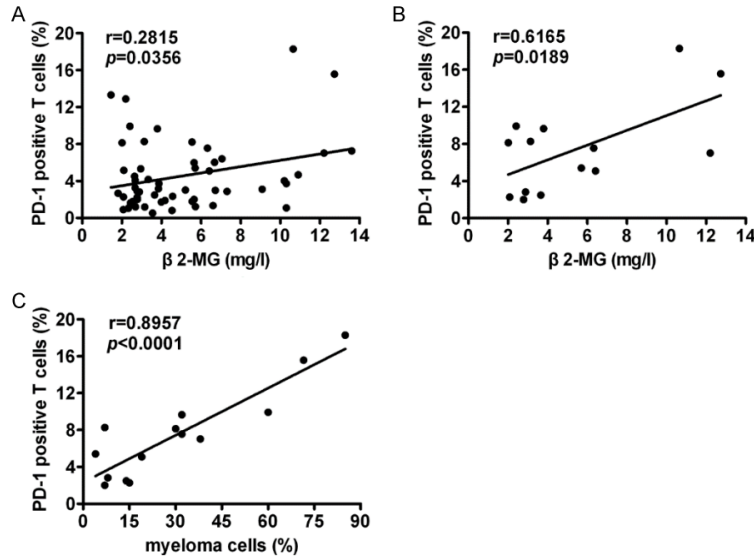 A
PD-1 positive T cells (%)
20
16
12
8
4
0
r=0.2815
p=0.0356
0 2 4 6 8 10 12 14
β 2-MG (mg/l)
B
PD-1 positive T cells (%)
20
16
12
8
4
0
r=0.6165
p=0.0189
0 2 4 6 8 10 12 14
β 2-MG (mg/l)
C
PD-1 positive T cells (%)
20
16
12
8
4
0
r=0.8957
p<0.0001
0 15 30 45 60 75 90
myeloma cells (%)